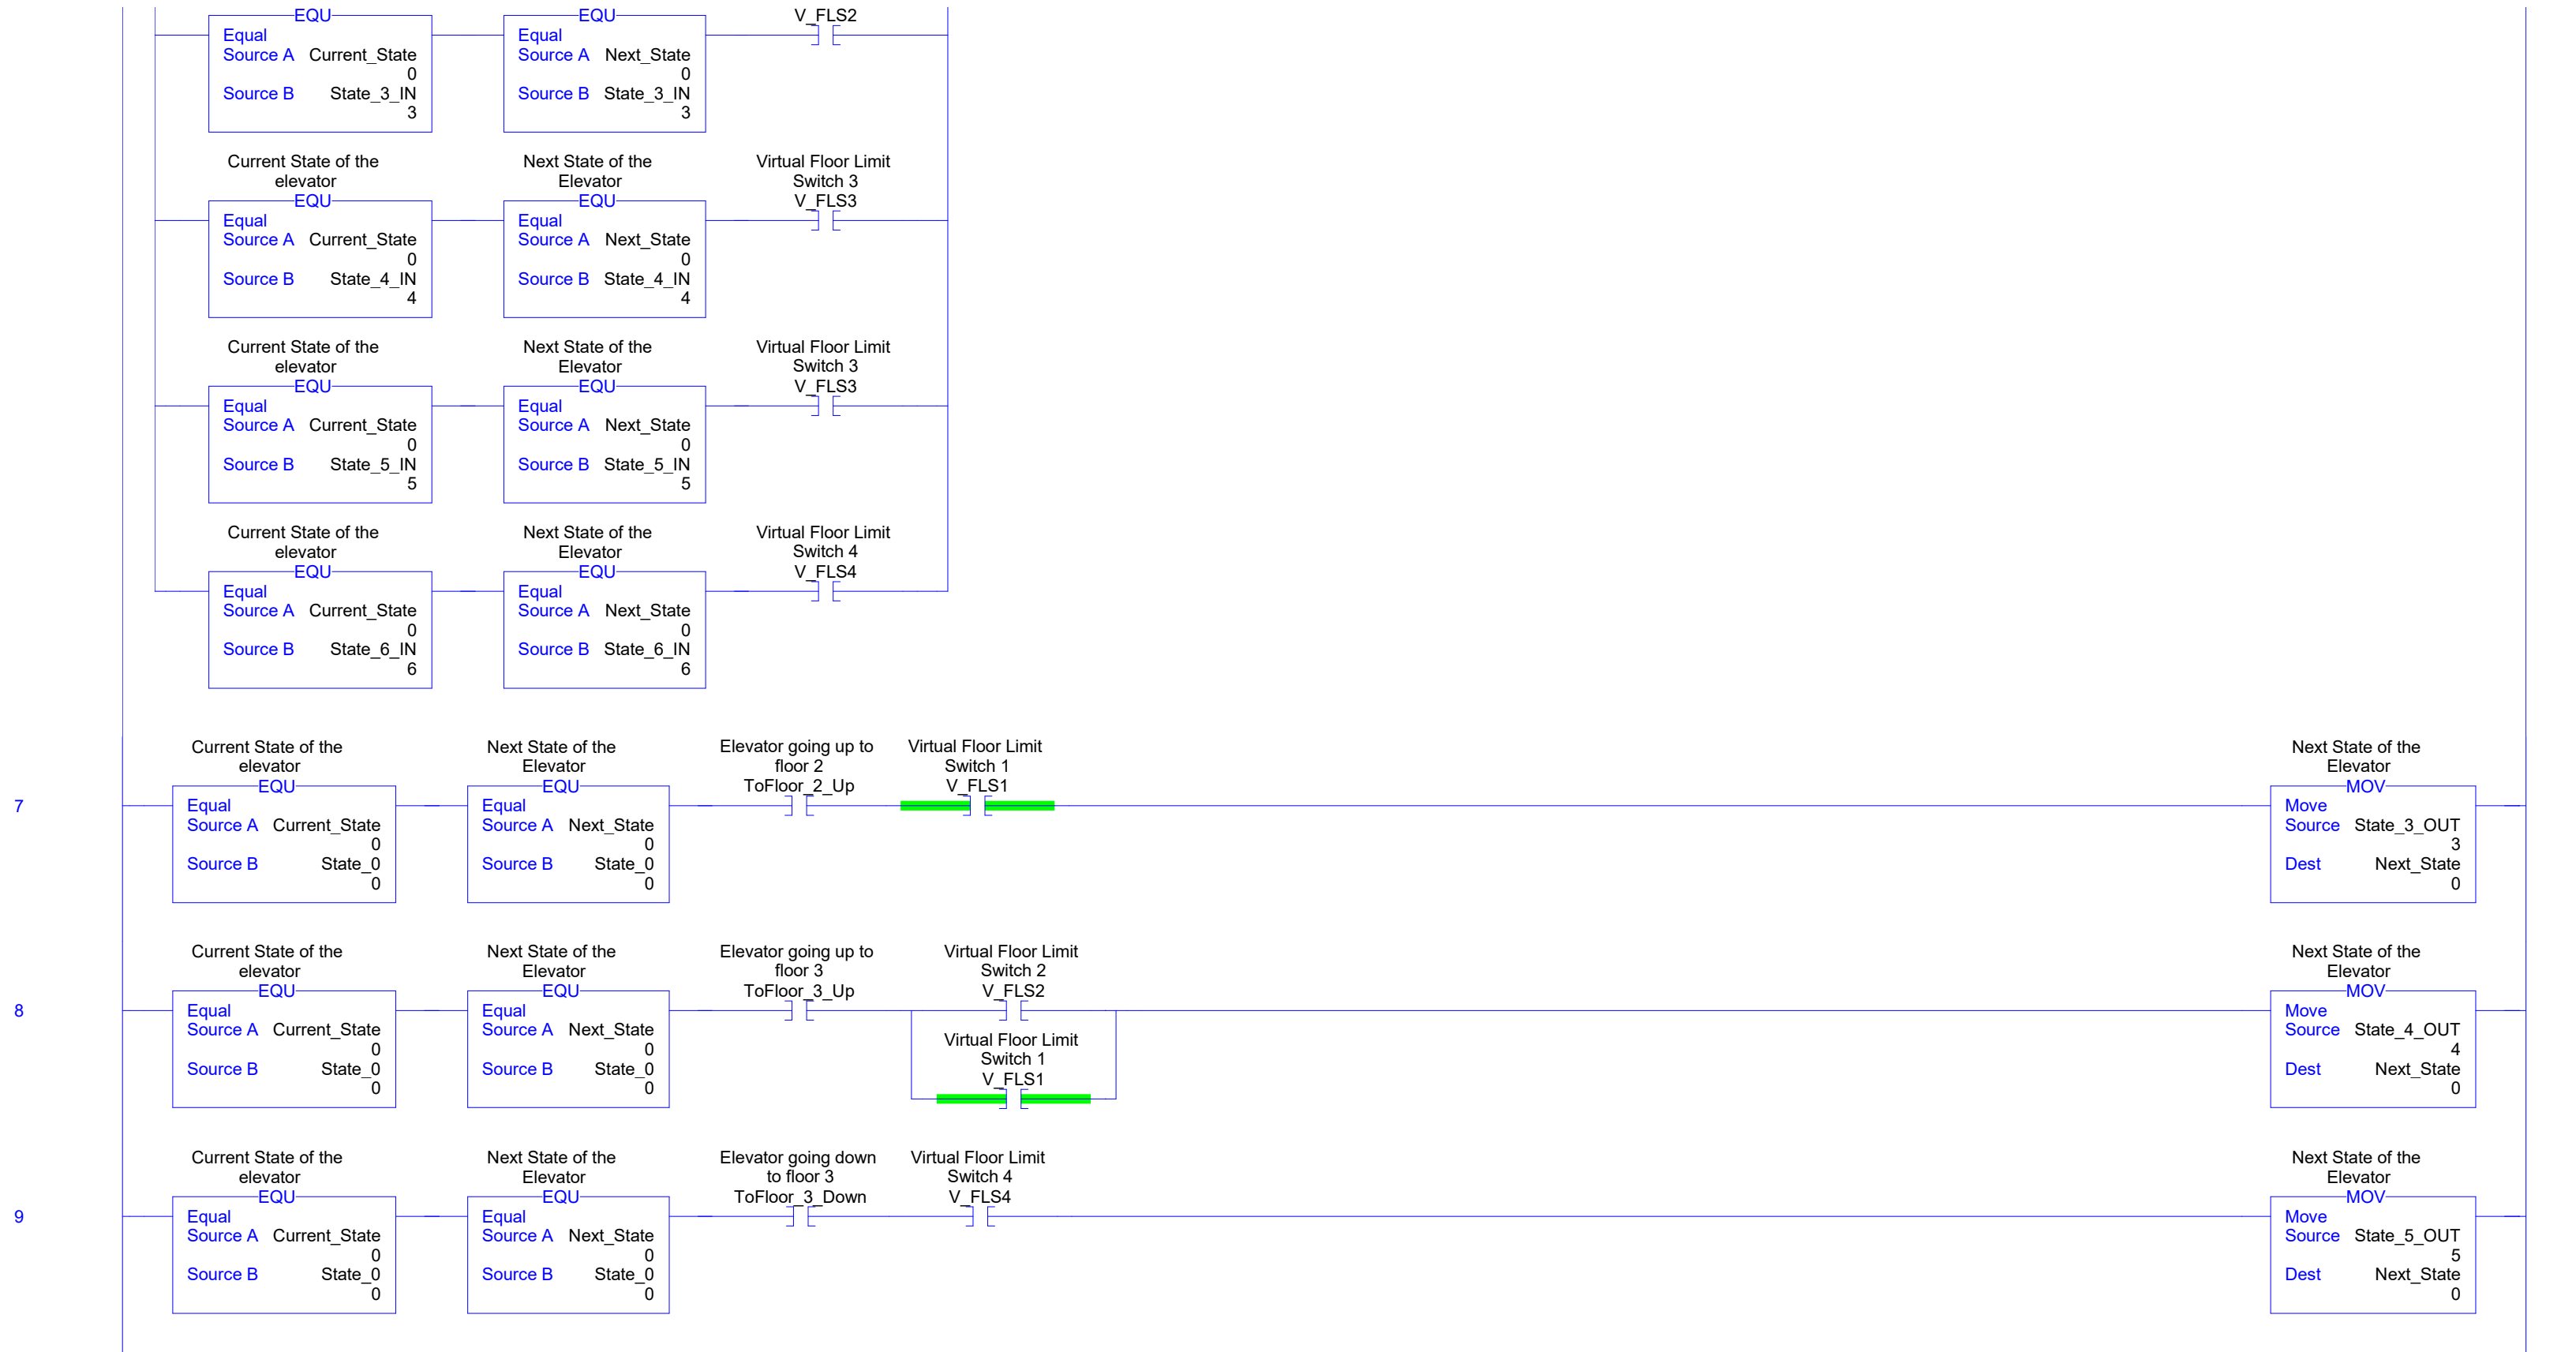 EQU
Equal
Source A Current_State
0
Source B State_3_IN
3
EQU
Equal
Source A Next_State
0
Source B State_3_IN
3
V_FLS2
Current State of the
elevator
EQU
Equal
Source A Current_State
0
Source B State_4_IN
4
Next State of the
Elevator
EQU
Equal
Source A Next_State
0
Source B State_4_IN
4
Virtual Floor Limit
Switch 3
V_FLS3
Current State of the
elevator
EQU
Equal
Source A Current_State
0
Source B State_5_IN
5
Next State of the
Elevator
EQU
Equal
Source A Next_State
0
Source B State_5_IN
5
Virtual Floor Limit
Switch 3
V_FLS3
Current State of the
elevator
EQU
Equal
Source A Current_State
0
Source B State_6_IN
6
Next State of the
Elevator
EQU
Equal
Source A Next_State
0
Source B State_6_IN
6
Virtual Floor Limit
Switch 4
V_FLS4
7
Current State of the
elevator
EQU
Equal
Source A Current_State
0
Source B State_0
0
Next State of the
Elevator
EQU
Equal
Source A Next_State
0
Source B State_0
0
Elevator going up to
floor 2
ToFloor_2_Up
Virtual Floor Limit
Switch 1
V_FLS1
Next State of the
Elevator
MOV
Move
Source State_3_OUT
3
Dest Next_State
0
8
Current State of the
elevator
EQU
Equal
Source A Current_State
0
Source B State_0
0
Next State of the
Elevator
EQU
Equal
Source A Next_State
0
Source B State_0
0
Elevator going up to
floor 3
ToFloor_3_Up
Virtual Floor Limit
Switch 2
V_FLS2
Virtual Floor Limit
Switch 1
V_FLS1
Next State of the
Elevator
MOV
Move
Source State_4_OUT
4
Dest Next_State
0
9
Current State of the
elevator
EQU
Equal
Source A Current_State
0
Source B State_0
0
Next State of the
Elevator
EQU
Equal
Source A Next_State
0
Source B State_0
0
Elevator going down
to floor 3
ToFloor_3_Down
Virtual Floor Limit
Switch 4
V_FLS4
Next State of the
Elevator
MOV
Move
Source State_5_OUT
5
Dest Next_State
0